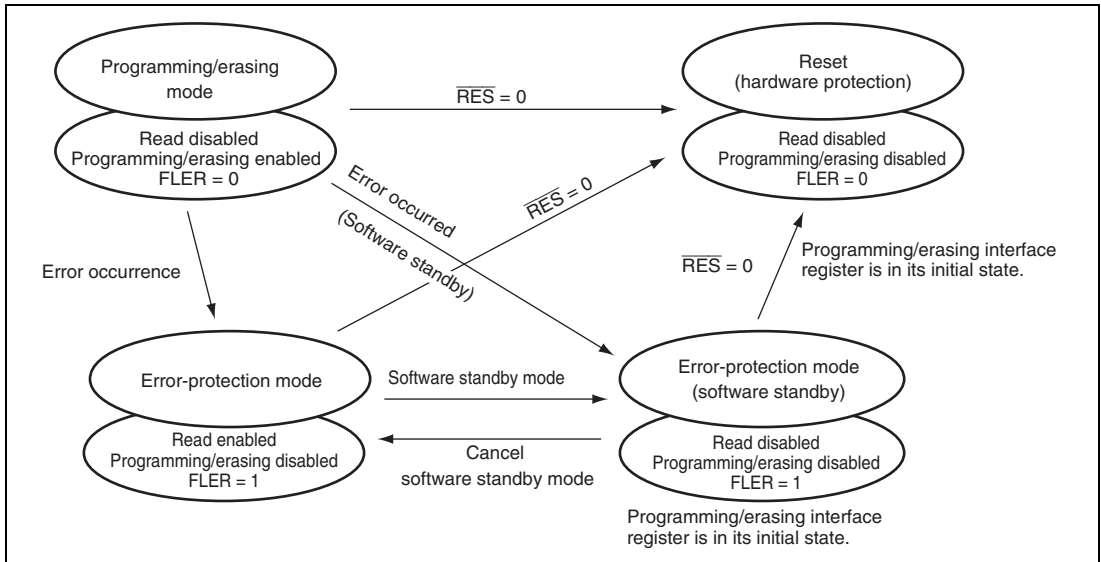 Programming/erasing
mode
Read disabled
Programming/erasing enabled
FLER = 0
R̅E̅S̅ = 0
Reset
(hardware protection)
Read disabled
Programming/erasing disabled
FLER = 0
Error occurred
(Software standby)
R̅E̅S̅ = 0
Error occurrence
R̅E̅S̅ = 0
Programming/erasing interface
register is in its initial state.
Error-protection mode
Read enabled
Programming/erasing disabled
FLER = 1
Software standby mode
Cancel
software standby mode
Error-protection mode
(software standby)
Read disabled
Programming/erasing disabled
FLER = 1
Programming/erasing interface
register is in its initial state.